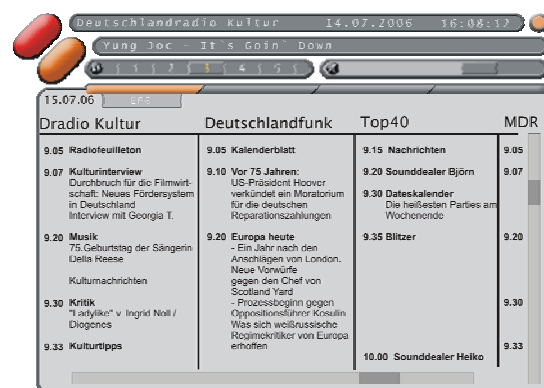 Deutschlandradio Kultur 14.07.2006 16:08:12
Yung Joc - It`s Goin` Down
15.07.06 EPG
Dradio Kultur
9.05 Radiofeuilleton
9.07 Kulturinterview
Durchbruch für die Filmwirt-
schaft: Neues Fördersystem
in Deutschland
Interview mit Georgia T.
9.20 Musik
75.Geburtstag der Sängerin
Della Reese
Kulturnachrichten
9.30 Kritik
"Ladylike" v. Ingrid Noll /
Diogenes
9.33 Kulturtipps
Deutschlandfunk
9.05 Kalenderblatt
9.10 Vor 75 Jahren:
US-Präsident Hoover
verkündet ein Moratorium
für die deutschen
Reparationszahlungen
9.20 Europa heute
- Ein Jahr nach den
Anschlägen von London.
Neue Vorwürfe
gegen den Chef von
Scotland Yard
- Prozessbeginn gegen
Oppositionsführer Kosulin
Was sich weißrussische
Regimekritiker von Europa
erhoffen
Top40
9.15 Nachrichten
9.20 Sounddealer Björn
9.30 Dateskalender
Die heißesten Parties am
Wochenende
9.35 Blitzer
10.00 Sounddealer Heiko
MDR
9.05
9.07
9.20
9.30
9.33